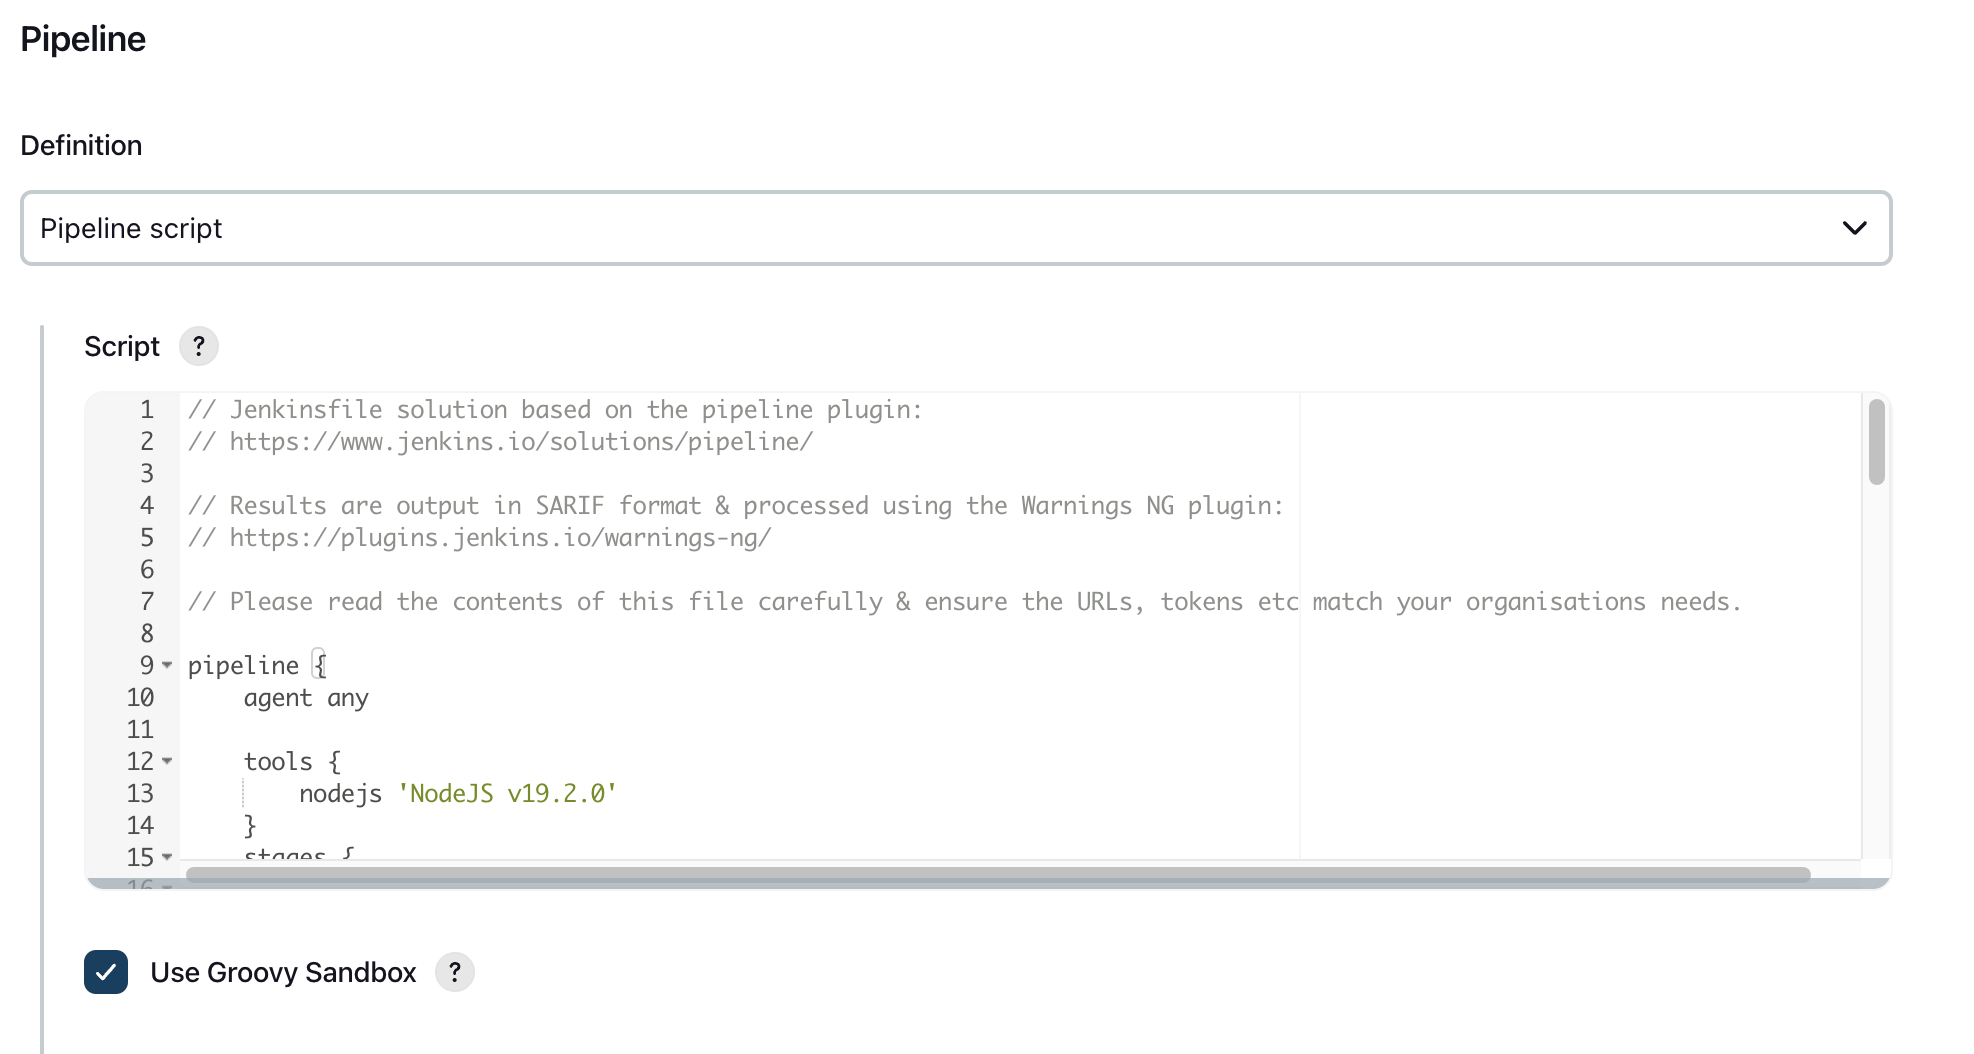 Pipeline
Definition
Pipeline script
Script ?
1 // Jenkinsfile solution based on the pipeline plugin:
2 // https://www.jenkins.io/solutions/pipeline/
3
4 // Results are output in SARIF format & processed using the Warnings NG plugin:
5 // https://plugins.jenkins.io/warnings-ng/
6
7 // Please read the contents of this file carefully & ensure the URLs, tokens etc match your organisations needs.
8
9 pipeline {
10     agent any
11
12     tools {
13         nodejs 'NodeJS v19.2.0'
14     }
15     stages {
16
Use Groovy Sandbox ?